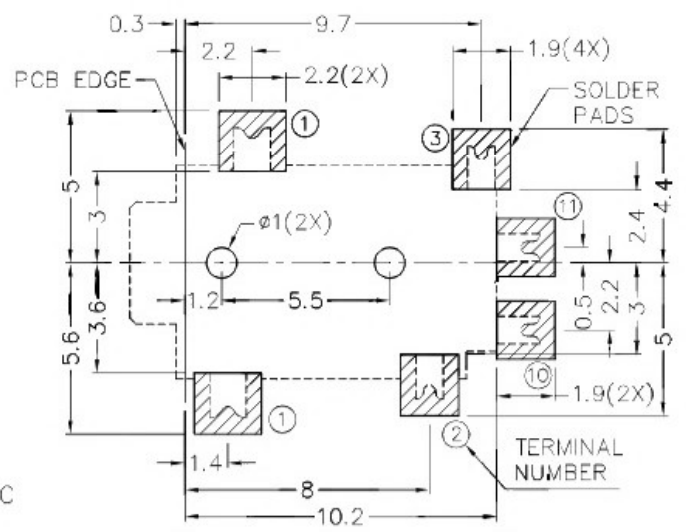 0.3
9.7
2.2
1.9(4X)
PCB EDGE
2.2(2X)
SOLDER
PADS
1
3
5
3
4.4
2.4
11
ø1(2X)
1.2
5.5
3.6
5.6
0.5
2.2
3
5
10
1.9(2X)
1
2
1.4
TERMINAL
NUMBER
8
C
10.2